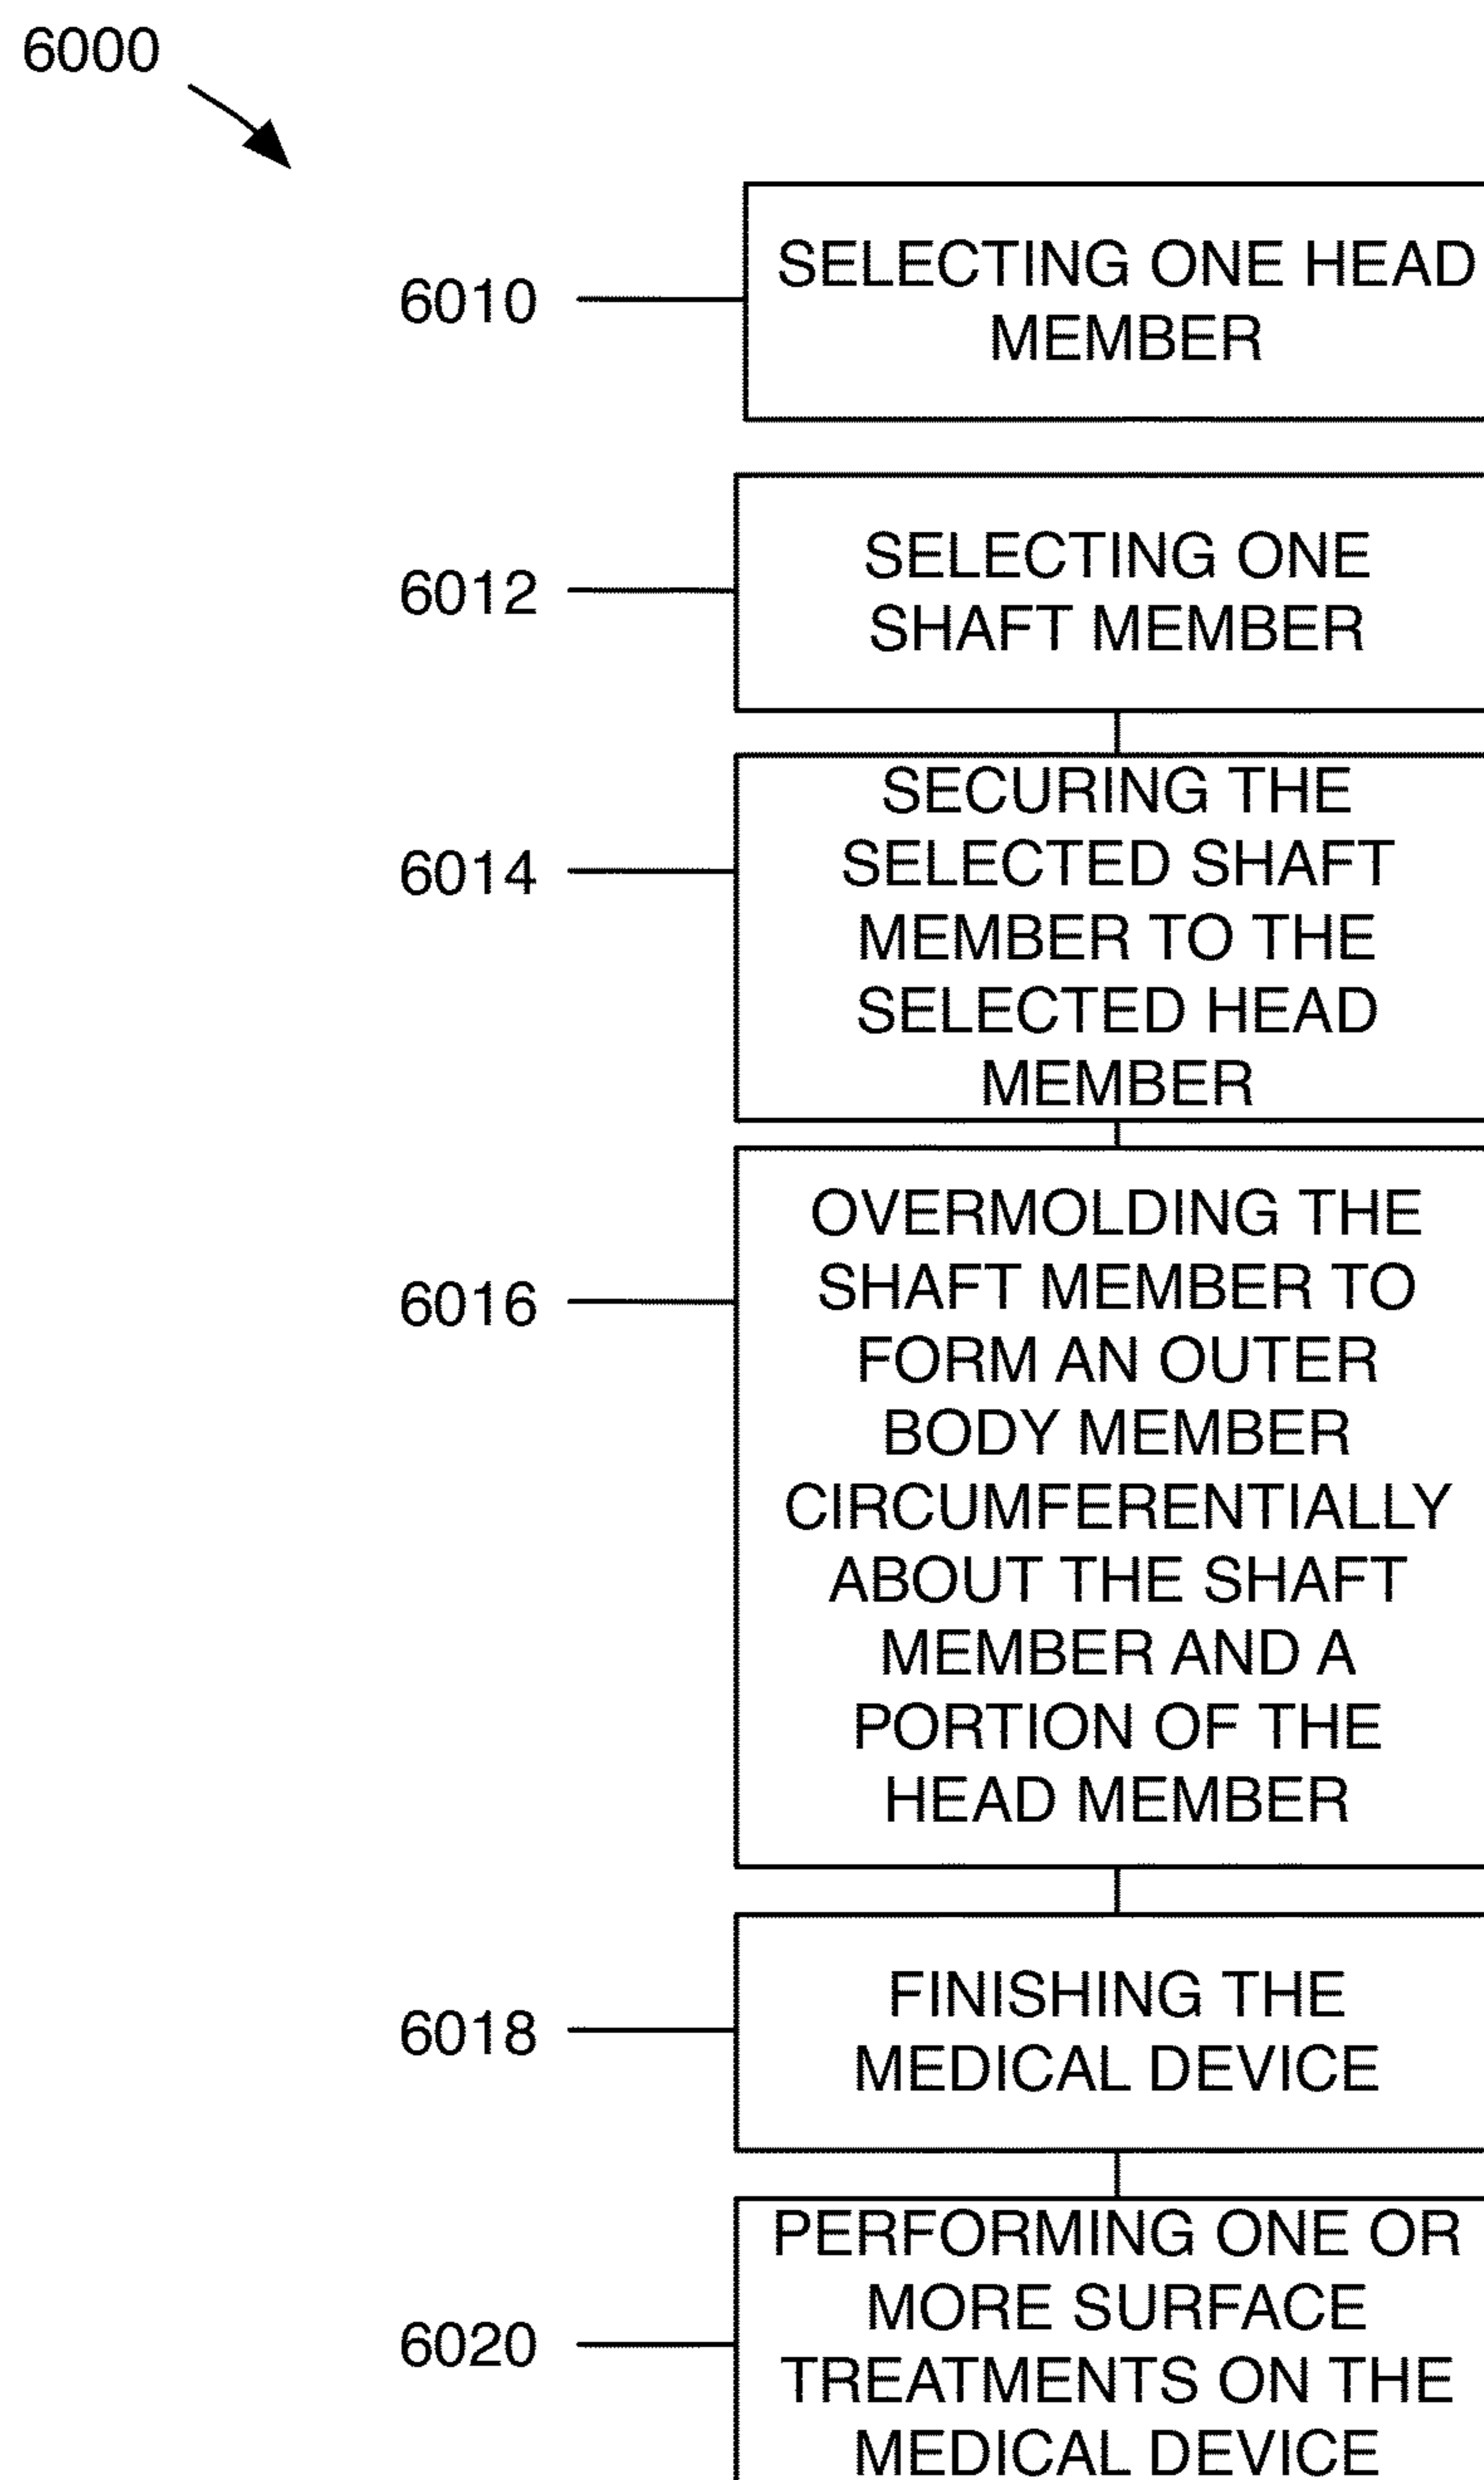 6000
6010
SELECTING ONE HEAD
MEMBER
6012
SELECTING ONE
SHAFT MEMBER
6014
SECURING THE
SELECTED SHAFT
MEMBER TO THE
SELECTED HEAD
MEMBER
6016
OVERMOLDING THE
SHAFT MEMBER TO
FORM AN OUTER
BODY MEMBER
CIRCUMFERENTIALLY
ABOUT THE SHAFT
MEMBER AND A
PORTION OF THE
HEAD MEMBER
6018
FINISHING THE
MEDICAL DEVICE
6020
PERFORMING ONE OR
MORE SURFACE
TREATMENTS ON THE
MEDICAL DEVICE